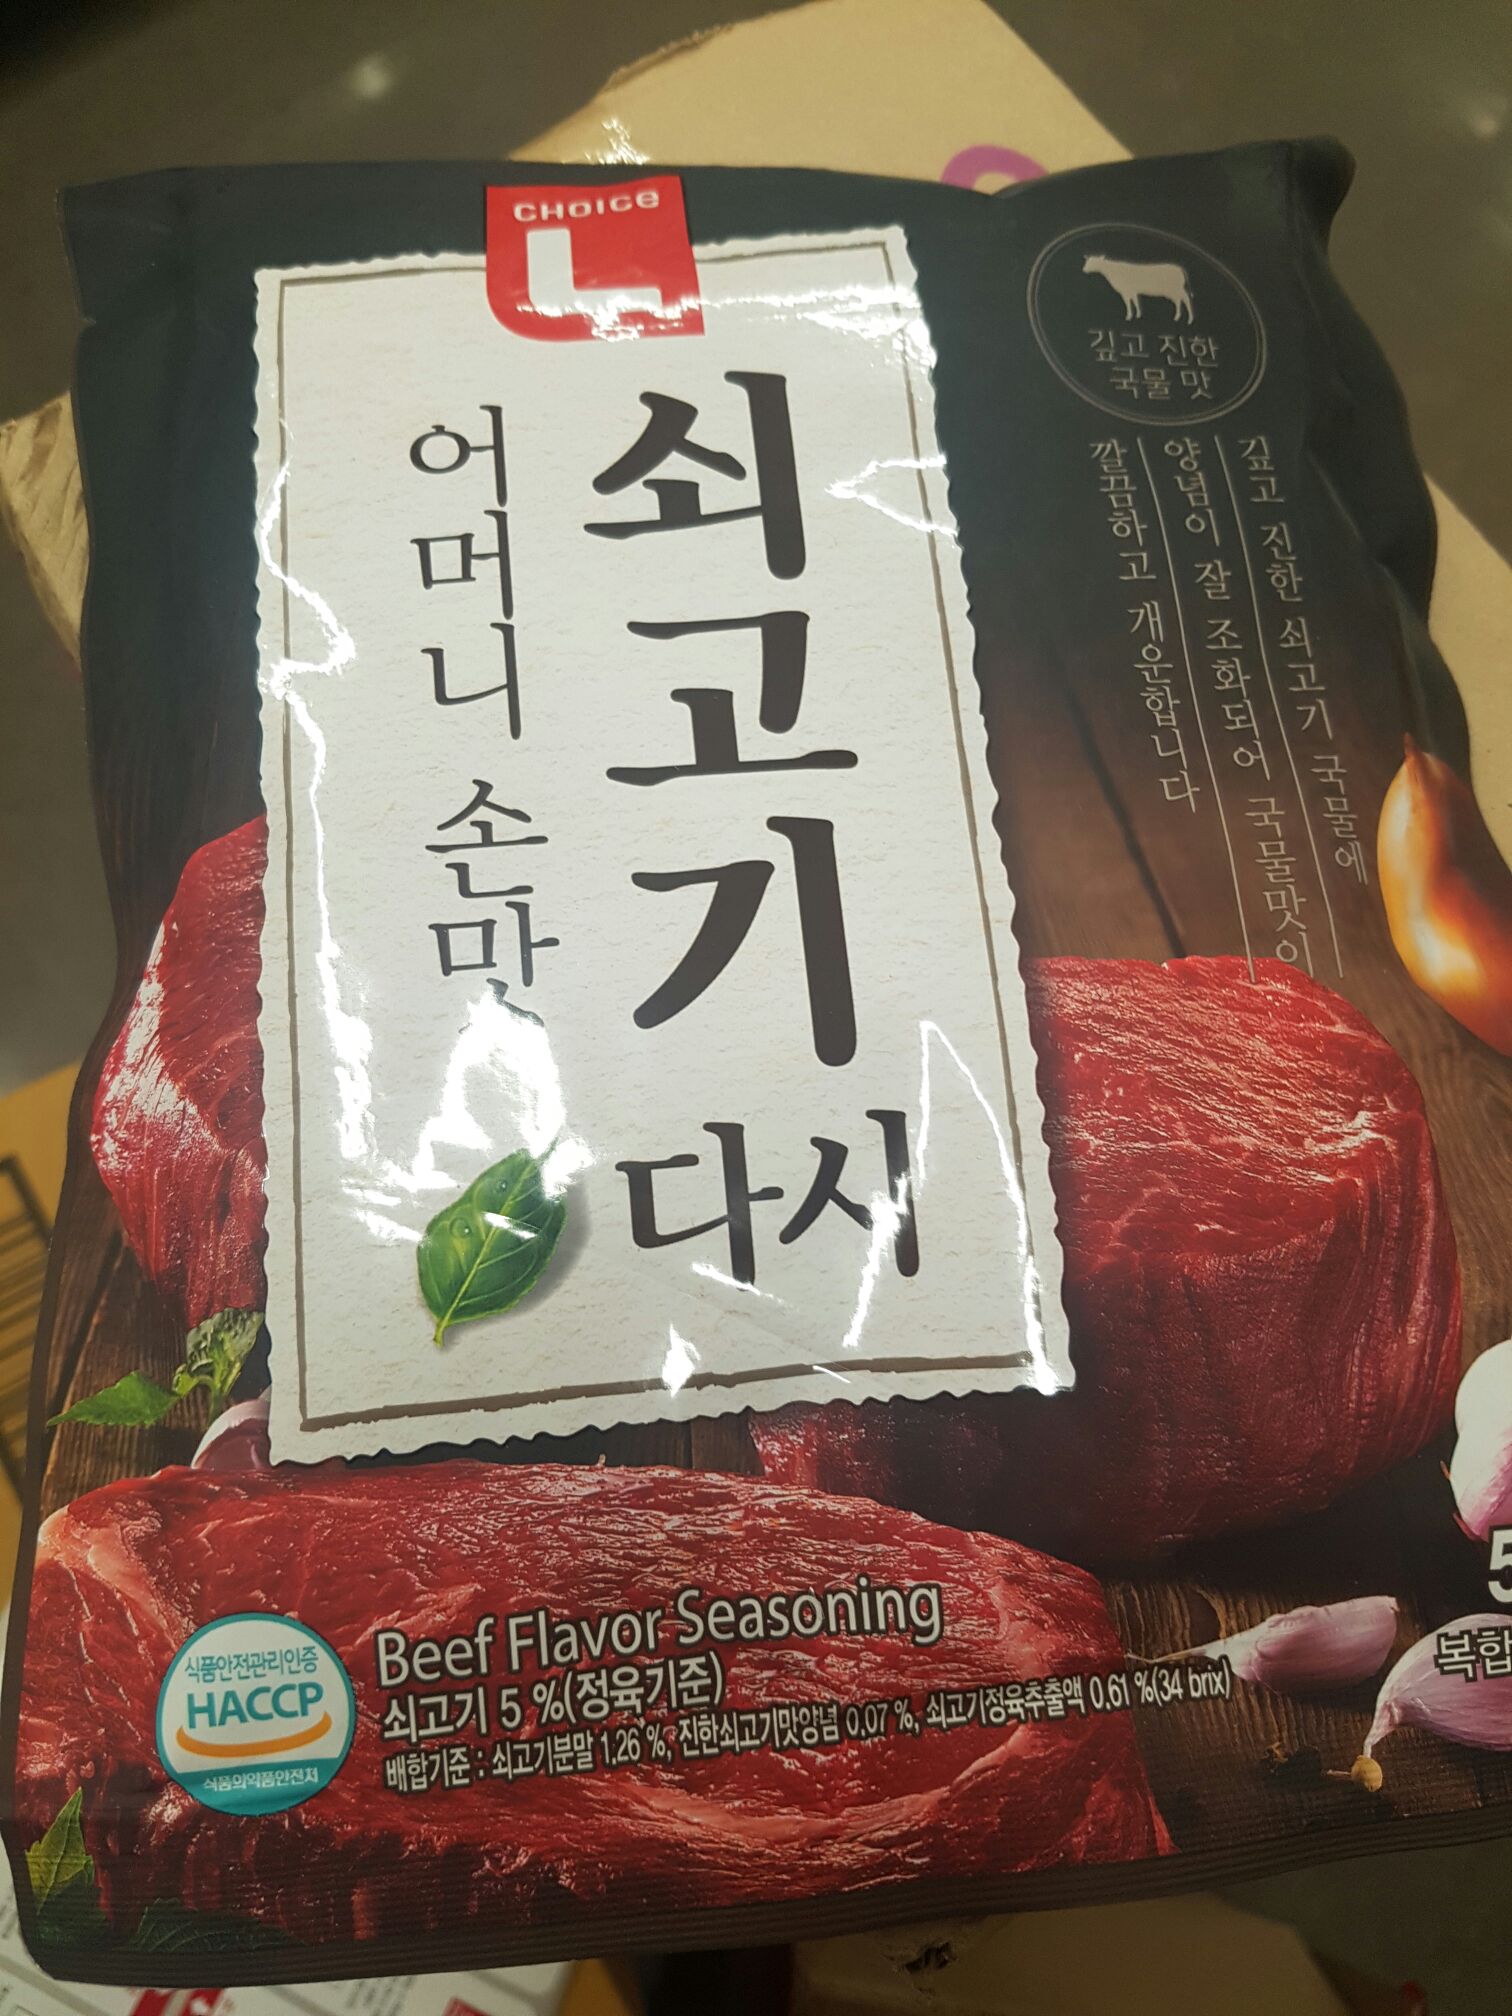 CHOICE
L
쇠고기
다시
어머니 손맛
깊고 진한
국물 맛
깊고 진한 쇠고기 국물에
양념이 잘 조화되어 국물맛이
깔끔하고 개운합니다
식품안전관리인증
HACCP
식품의약품안전처
Beef Flavor Seasoning
쇠고기 5 %(정육기준)
배합기준 : 쇠고기분말 1.26 %, 진한쇠고기맛양념 0.07 %, 쇠고기정육추출액 0.61 %(34 brix)
5
복합